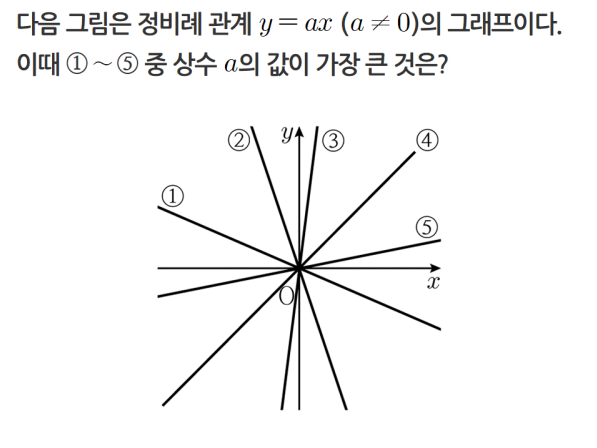 다음 그림은 정비례 관계 y = ax (a ≠ 0)의 그래프이다.
이때 ① ~ ⑤ 중 상수 a의 값이 가장 큰 것은?
② y ③ ④
①
⑤
x
O